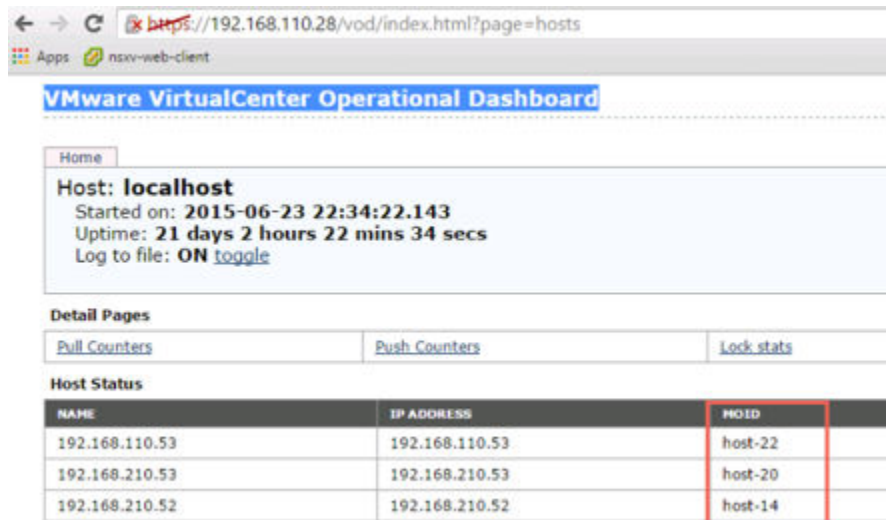 https://192.168.110.28/vod/index.html?page=hosts
Apps nsxv-web-client
VMware VirtualCenter Operational Dashboard
Home
Host: localhost
Started on: 2015-06-23 22:34:22.143
Uptime: 21 days 2 hours 22 mins 34 secs
Log to file: ON toggle
Detail Pages
Pull Counters Push Counters Lock stats
Host Status
NAME IP ADDRESS MOID
192.168.110.53 192.168.110.53 host-22
192.168.210.53 192.168.210.53 host-20
192.168.210.52 192.168.210.52 host-14